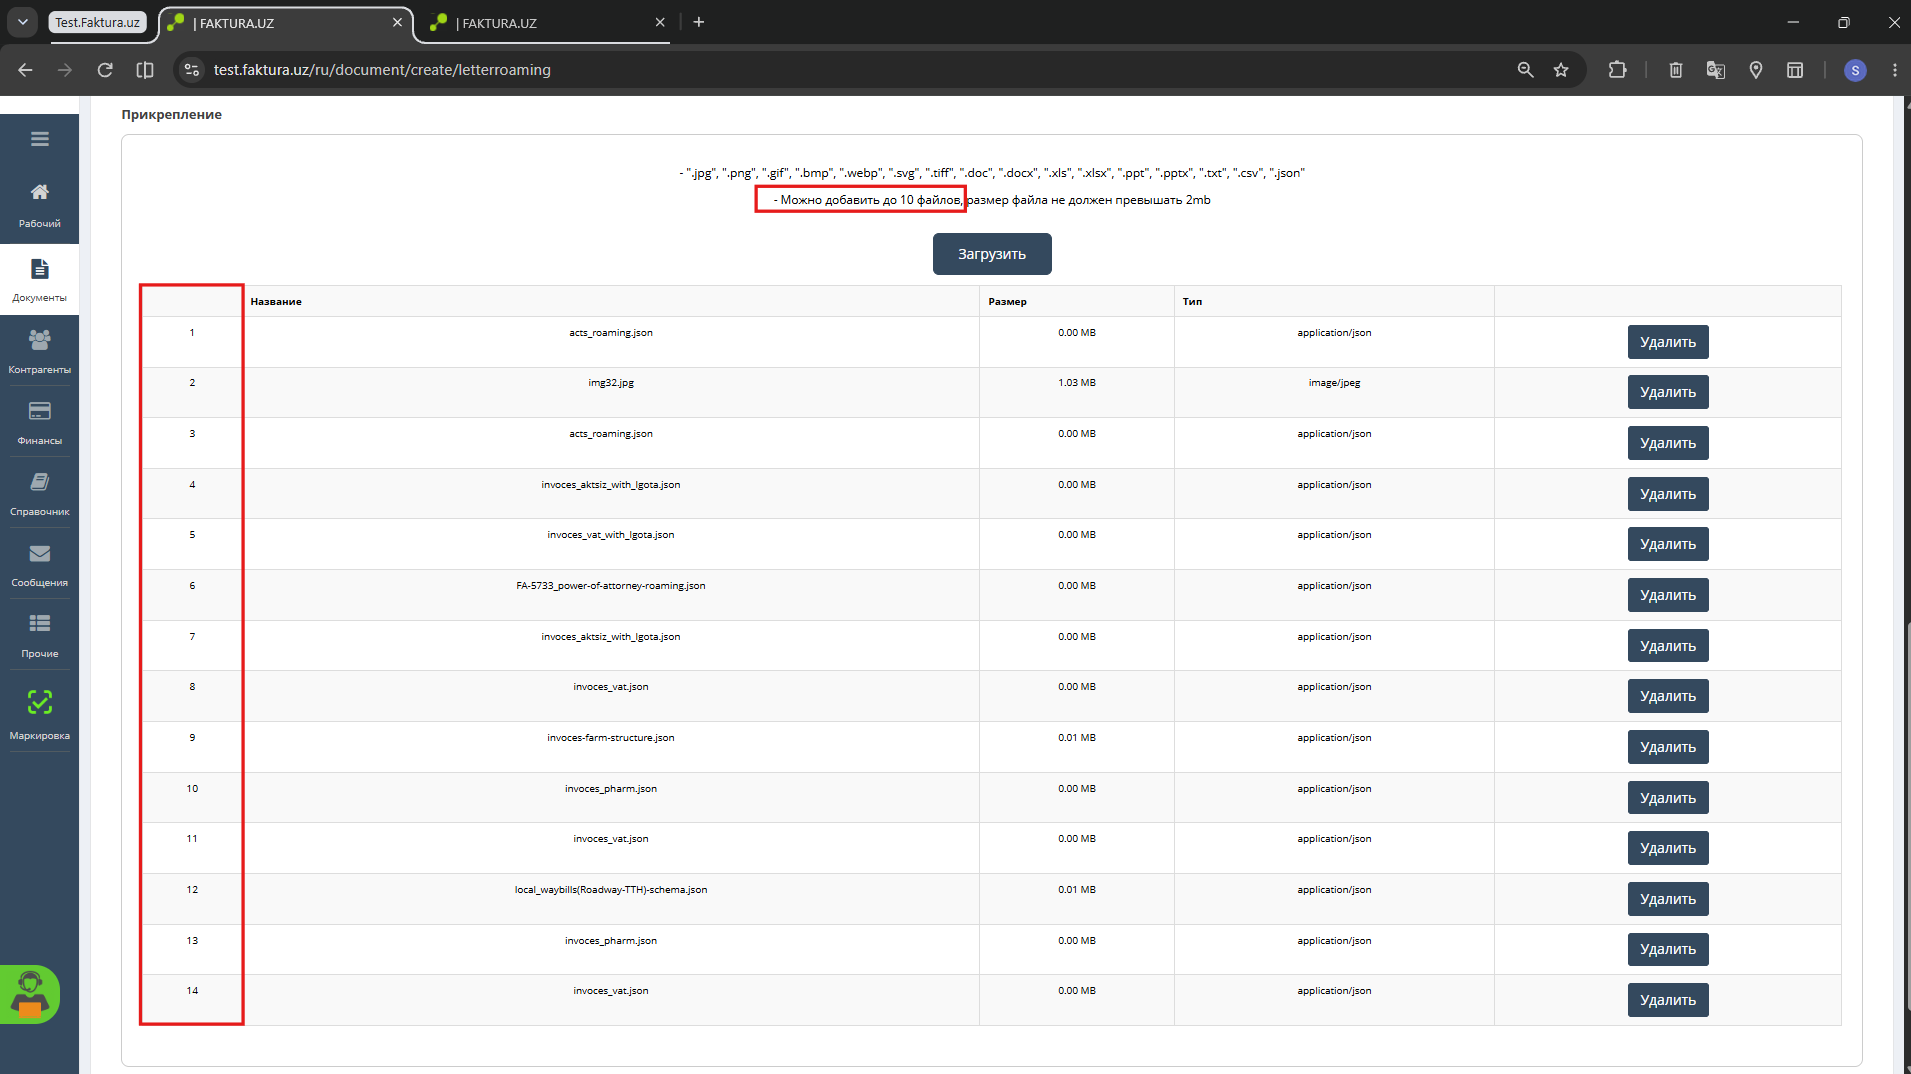 Test.Faktura.uz
| FAKTURA.UZ
| FAKTURA.UZ
test.faktura.uz/ru/document/create/letterroaming
S
Прикрепление
- ".jpg", ".png", ".gif", ".bmp", ".webp", ".svg", ".tiff", ".doc", ".docx", ".xls", ".xlsx", ".ppt", ".pptx", ".txt", ".csv", ".json"
- Можно добавить до 10 файлов, размер файла не должен превышать 2mb
Загрузить
Рабочий
Документы
Контрагенты
Финансы
Справочник
Сообщения
Прочие
Маркировка
Название Размер Тип
1 acts_roaming.json 0.00 MB application/json Удалить
2 img32.jpg 1.03 MB image/jpeg Удалить
3 acts_roaming.json 0.00 MB application/json Удалить
4 invoces_aktsiz_with_lgota.json 0.00 MB application/json Удалить
5 invoces_vat_with_lgota.json 0.00 MB application/json Удалить
6 FA-5733_power-of-attorney-roaming.json 0.00 MB application/json Удалить
7 invoces_aktsiz_with_lgota.json 0.00 MB application/json Удалить
8 invoces_vat.json 0.00 MB application/json Удалить
9 invoces-farm-structure.json 0.01 MB application/json Удалить
10 invoces_pharm.json 0.00 MB application/json Удалить
11 invoces_vat.json 0.00 MB application/json Удалить
12 local_waybills(Roadway-TTH)-schema.json 0.01 MB application/json Удалить
13 invoces_pharm.json 0.00 MB application/json Удалить
14 invoces_vat.json 0.00 MB application/json Удалить